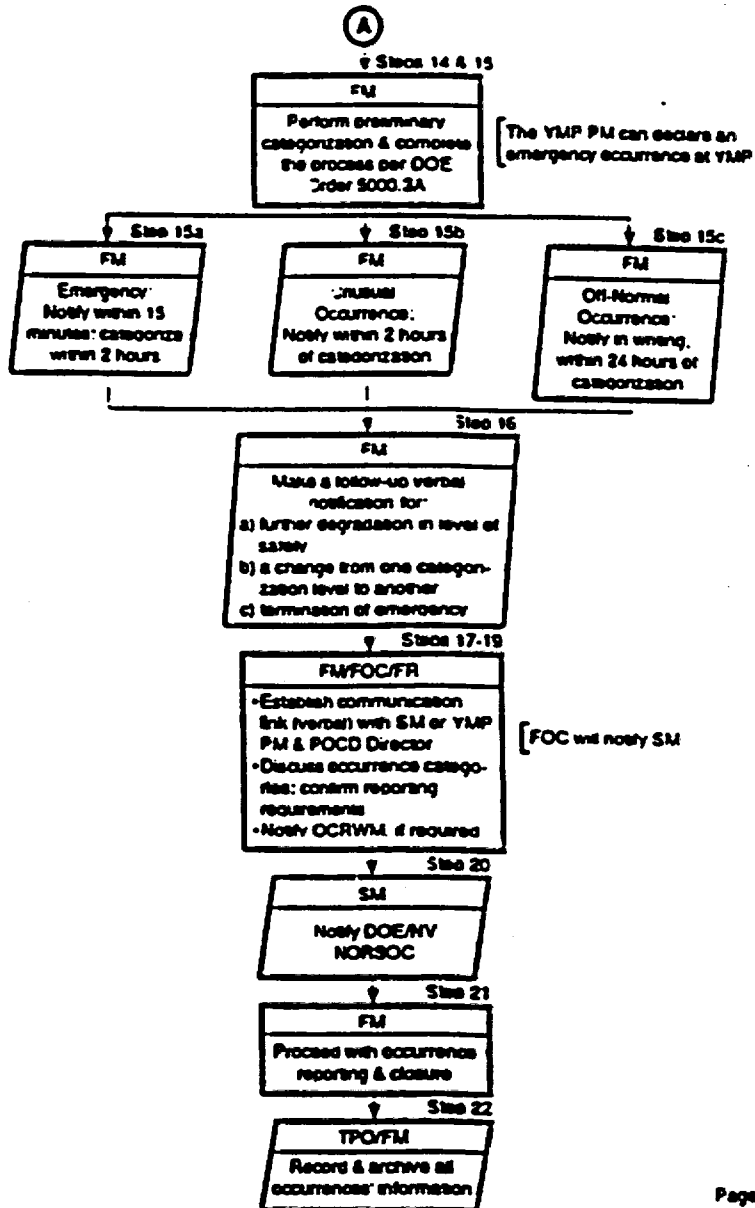 A
Steps 14 & 15
FM
Perform preliminary
categorization & complete
the process per DOE
Order 5000.3A
The YMP PM can declare an
emergency occurrence at YMP
Step 15a
FM
Emergency:
Notify within 15
minutes: categorize
within 2 hours
Step 15b
FM
Unusual
Occurrence:
Notify within 2 hours
of categorization
Step 15c
FM
Off-Normal
Occurrence:
Notify in writing,
within 24 hours of
categorization
Step 16
FM
Make a follow-up verbal
notification for:
a) further degradation in level of
safety
b) a change from one categori-
zation level to another
c) termination of emergency
Steps 17-19
FM/FOC/FR
•Establish communication
link (verbal) with SM or YMP
PM & POCD Director
•Discuss occurrence catego-
ries: confirm reporting
requirements
•Notify OCRWM, if required
FOC will notify SM
Step 20
SM
Notify DOE/NV
NORSOC
Step 21
FM
Proceed with occurrence
reporting & closure
Step 22
TPO/FM
Record & archive all
occurrences' information
Page